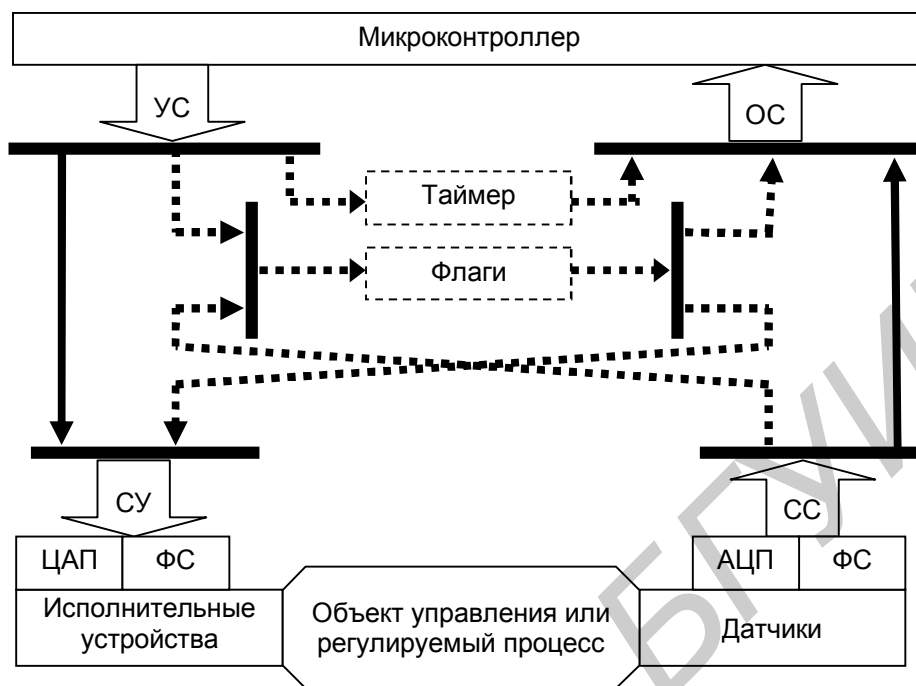 Микроконтроллер
УС
ОС
Таймер
Флаги
СУ
СС
ЦАП
ФС
АЦП
ФС
Исполнительные
устройства
Объект управления или
регулируемый процесс
Датчики
БГУИ